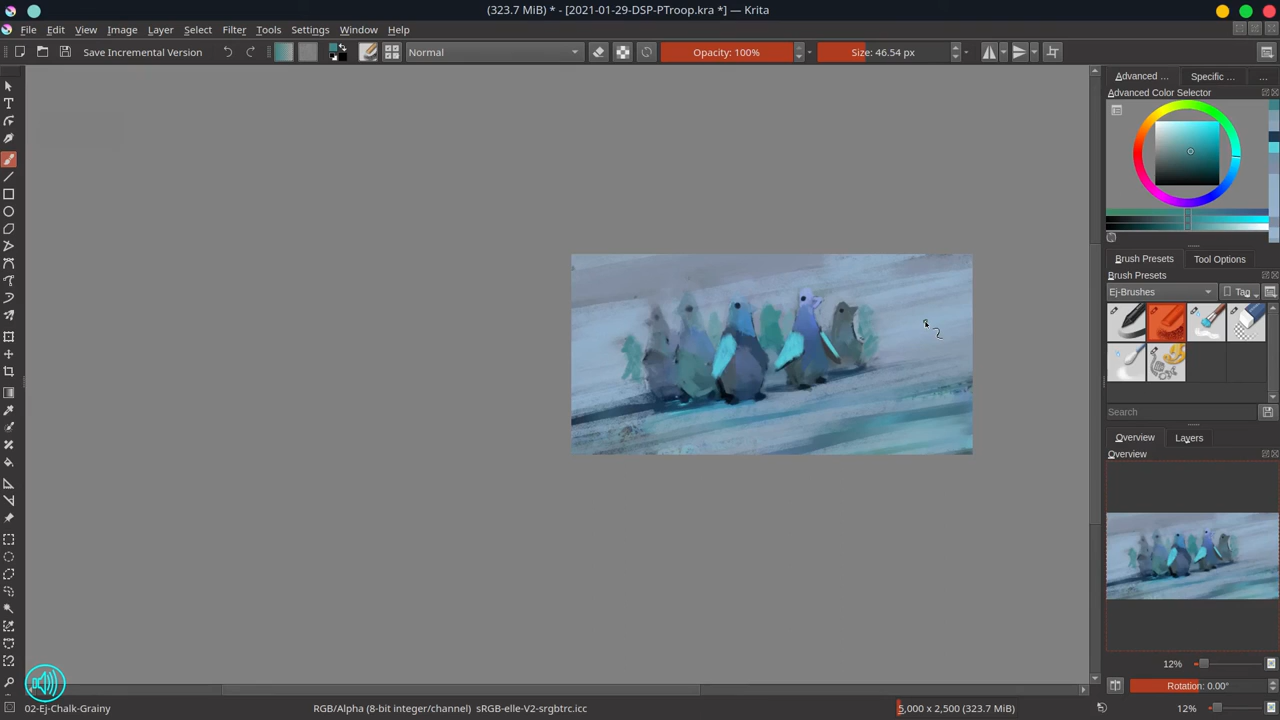 (323.7 MiB) * - [2021-01-29-DSP-PTroop.kra *] — Krita
File Edit View Image Layer Select Filter Tools Settings Window Help
Save Incremental Version Normal Opacity: 100% Size: 46.54 px
Advanced ... Specific ... ...
Advanced Color Selector
Brush Presets Tool Options
Brush Presets
Ej-Brushes Tag
Search
Overview Layers
Overview
12%
Rotation: 0.00°
02-Ej-Chalk-Grainy RGB/Alpha (8-bit integer/channel) sRGB-elle-V2-srgbtrc.icc 5,000 x 2,500 (323.7 MiB) 12%